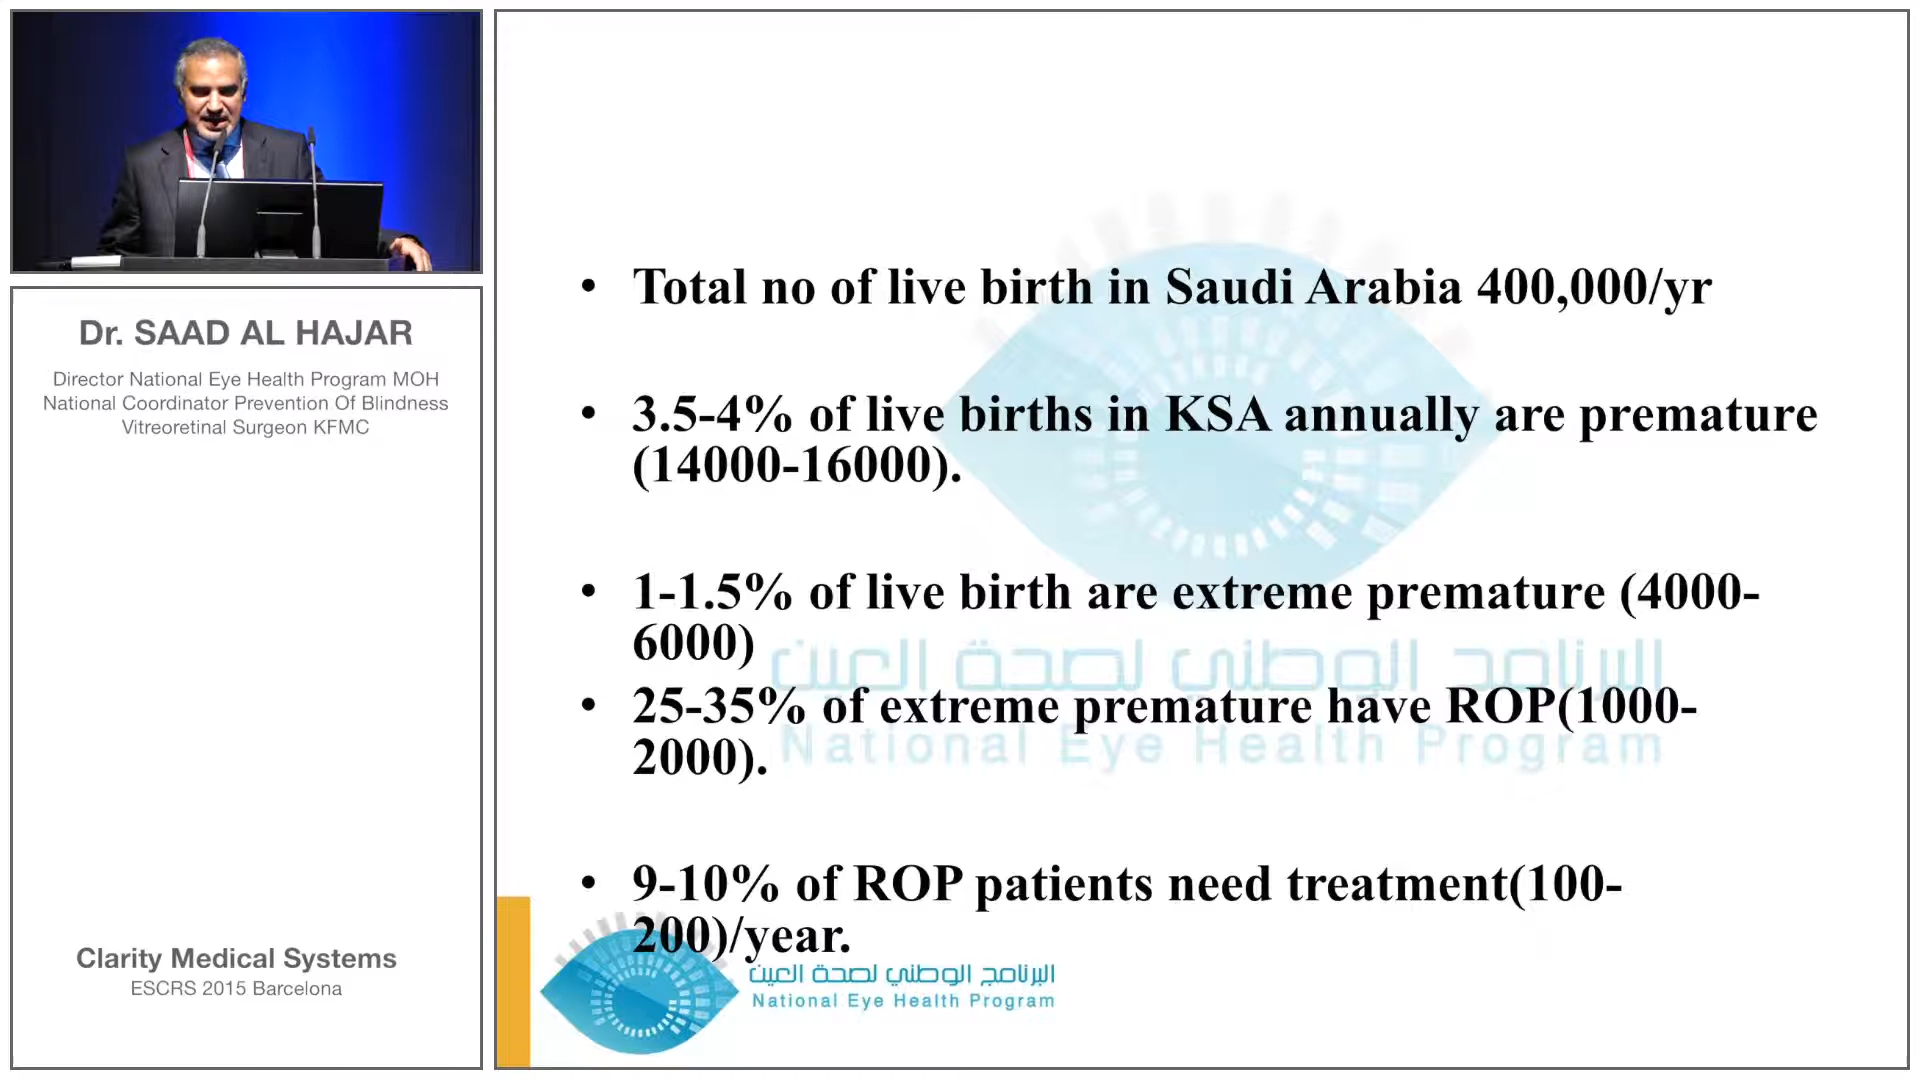 Dr. SAAD AL HAJAR
Director National Eye Health Program MOH
National Coordinator Prevention Of Blindness
Vitreoretinal Surgeon KFMC
Clarity Medical Systems
ESCRS 2015 Barcelona
• Total no of live birth in Saudi Arabia 400,000/yr
• 3.5-4% of live births in KSA annually are premature
(14000-16000).
• 1-1.5% of live birth are extreme premature (4000-
6000)
البرنامج الوطني لصحة العين
• 25-35% of extreme premature have ROP(1000-
National Eye Health Program
2000).
• 9-10% of ROP patients need treatment(100-
200)/year.
البرنامج الوطني لصحة العين
National Eye Health Program